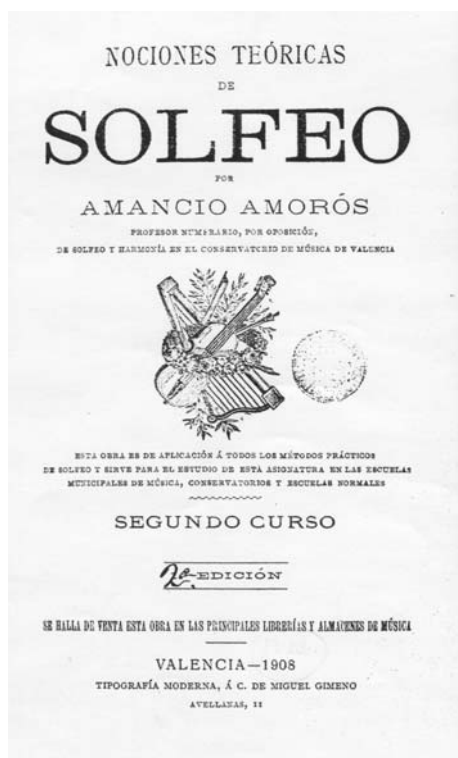 NOCIONES TEÓRICAS
DE
SOLFEO
POR
AMANCIO AMORÓS
PROFESOR NUMERARIO, POR OPOSICIÓN,
DE SOLFEO Y HARMONÍA EN EL CONSERVATORIO DE MÚSICA DE VALENCIA
ESTA OBRA ES DE APLICACIÓN Á TODOS LOS MÉTODOS PRÁCTICOS
DE SOLFEO Y SIRVE PARA EL ESTUDIO DE ESTA ASIGNATURA EN LAS ESCUELAS
MUNICIPALES DE MÚSICA, CONSERVATORIOS Y ESCUELAS NORMALES
SEGUNDO CURSO
2ª EDICIÓN
SE HALLA DE VENTA ESTA OBRA EN LAS PRINCIPALES LIBRERÍAS Y ALMACENES DE MÚSICA
VALENCIA—1908
TIPOGRAFÍA MODERNA, Á C. DE MIGUEL GIMENO
AVELLANAS, 11